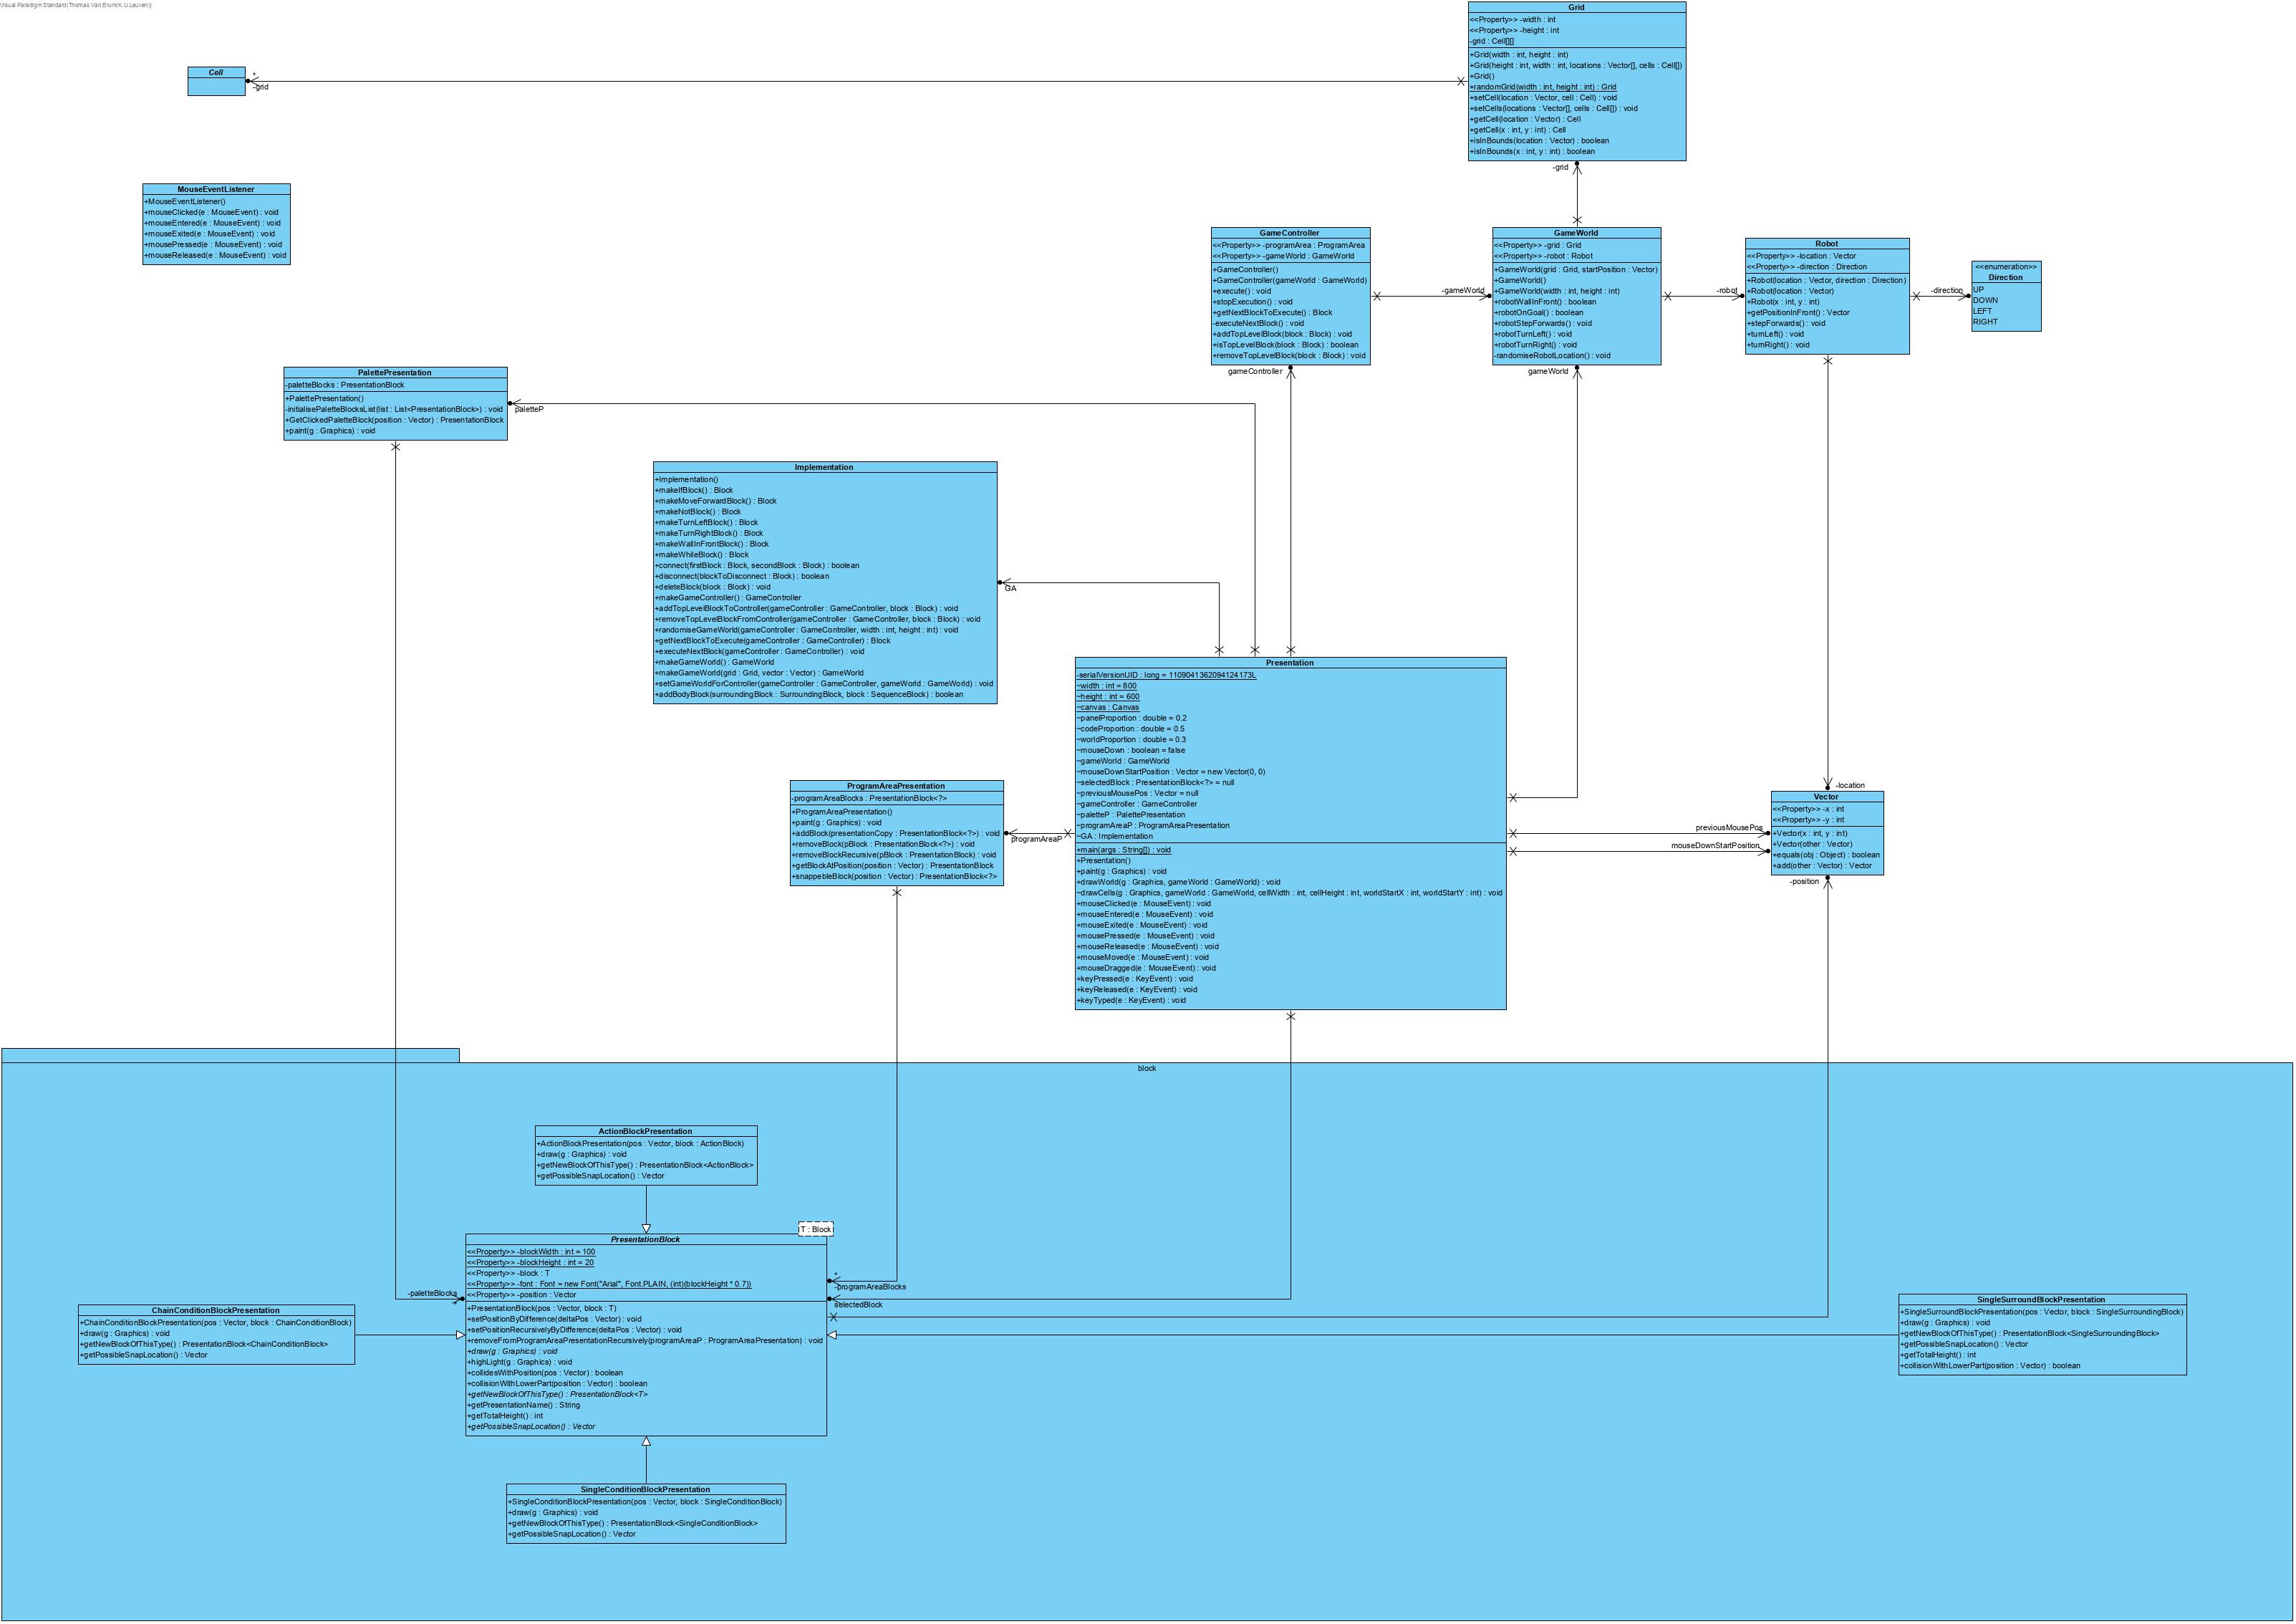 Visual Paradigm Standard(Thomas Van Erum(K.U.Leuven))
Grid
<<Property>> -width : int
<<Property>> -height : int
-grid : Cell[][]
+Grid(width : int, height : int)
+Grid(height : int, width : int, locations : Vector[], cells : Cell[])
+Grid()
+randomGrid(width : int, height : int) : Grid
+setCell(location : Vector, cell : Cell) : void
+setCells(locations : Vector[], cells : Cell[]) : void
+getCell(location : Vector) : Cell
+getCell(x : int, y : int) : Cell
+isInBounds(location : Vector) : boolean
+isInBounds(x : int, y : int) : boolean
-grid
Cell
*
-grid
MouseEventListener
+MouseEventListener()
+mouseClicked(e : MouseEvent) : void
+mouseEntered(e : MouseEvent) : void
+mouseExited(e : MouseEvent) : void
+mousePressed(e : MouseEvent) : void
+mouseReleased(e : MouseEvent) : void
GameController
<<Property>> -programArea : ProgramArea
<<Property>> -gameWorld : GameWorld
+GameController()
+GameController(gameWorld : GameWorld)
+execute() : void
+stopExecution() : void
+getNextBlockToExecute() : Block
-executeNextBlock() : void
+addTopLevelBlock(block : Block) : void
+isTopLevelBlock(block : Block) : boolean
+removeTopLevelBlock(block : Block) : void
gameController
-gameWorld
GameWorld
<<Property>> -grid : Grid
<<Property>> -robot : Robot
+GameWorld(grid : Grid, startPosition : Vector)
+GameWorld()
+GameWorld(width : int, height : int)
+robotWallInFront() : boolean
+robotOnGoal() : boolean
+robotStepForwards() : void
+robotTurnLeft() : void
+robotTurnRight() : void
-randomiseRobotLocation() : void
gameWorld
-robot
Robot
<<Property>> -location : Vector
<<Property>> -direction : Direction
+Robot(location : Vector, direction : Direction)
+Robot(location : Vector)
+Robot(x : int, y : int)
+getPositionInFront() : Vector
+stepForwards() : void
+turnLeft() : void
+turnRight() : void
-direction
<<enumeration>>
Direction
UP
DOWN
LEFT
RIGHT
PalettePresentation
-paletteBlocks : PresentationBlock
+PalettePresentation()
-initialisePaletteBlocksList(list : List<PresentationBlock>) : void
+GetClickedPaletteBlock(position : Vector) : PresentationBlock
+paint(g : Graphics) : void
paletteP
Implementation
+Implementation()
+makeIfBlock() : Block
+makeMoveForwardBlock() : Block
+makeNotBlock() : Block
+makeTurnLeftBlock() : Block
+makeTurnRightBlock() : Block
+makeWallInFrontBlock() : Block
+makeWhileBlock() : Block
+connect(firstBlock : Block, secondBlock : Block) : boolean
+disconnect(blockToDisconnect : Block) : boolean
+deleteBlock(block : Block) : void
+makeGameController() : GameController
+addTopLevelBlockToController(gameController : GameController, block : Block) : void
+removeTopLevelBlockFromController(gameController : GameController, block : Block) : void
+randomiseGameWorld(gameController : GameController, width : int, height : int) : void
+getNextBlockToExecute(gameController : GameController) : Block
+executeNextBlock(gameController : GameController) : void
+makeGameWorld() : GameWorld
+makeGameWorld(grid : Grid, vector : Vector) : GameWorld
+setGameWorldForController(gameController : GameController, gameWorld : GameWorld) : void
+addBodyBlock(surroundingBlock : SurroundingBlock, block : SequenceBlock) : boolean
GA
Presentation
-serialVersionUID : long = 1109041362094124173L
~width : int = 800
~height : int = 600
~canvas : Canvas
~panelProportion : double = 0.2
~codeProportion : double = 0.5
~worldProportion : double = 0.3
~mouseDown : boolean = false
~gameWorld : GameWorld
~mouseDownStartPosition : Vector = new Vector(0, 0)
~selectedBlock : PresentationBlock<?> = null
~previousMousePos : Vector = null
~gameController : GameController
~paletteP : PalettePresentation
~programAreaP : ProgramAreaPresentation
~GA : Implementation
+main(args : String[]) : void
+Presentation()
+paint(g : Graphics) : void
+drawWorld(g : Graphics, gameWorld : GameWorld) : void
~drawCells(g : Graphics, gameWorld : GameWorld, cellWidth : int, cellHeight : int, worldStartX : int, worldStartY : int) : void
+mouseClicked(e : MouseEvent) : void
+mouseEntered(e : MouseEvent) : void
+mouseExited(e : MouseEvent) : void
+mousePressed(e : MouseEvent) : void
+mouseReleased(e : MouseEvent) : void
+mouseMoved(e : MouseEvent) : void
+mouseDragged(e : MouseEvent) : void
+keyPressed(e : KeyEvent) : void
+keyReleased(e : KeyEvent) : void
+keyTyped(e : KeyEvent) : void
ProgramAreaPresentation
-programAreaBlocks : PresentationBlock<?>
+ProgramAreaPresentation()
+paint(g : Graphics) : void
+addBlock(presentationCopy : PresentationBlock<?>) : void
+removeBlock(pBlock : PresentationBlock<?>) : void
+removeBlockRecursive(pBlock : PresentationBlock) : void
+getBlockAtPosition(position : Vector) : PresentationBlock
+snappebleBlock(position : Vector) : PresentationBlock<?>
programAreaP
previousMousePos
mouseDownStartPosition
-location
Vector
<<Property>> -x : int
<<Property>> -y : int
+Vector(x : int, y : int)
+Vector(other : Vector)
+equals(obj : Object) : boolean
+add(other : Vector) : Vector
-position
block
ActionBlockPresentation
+ActionBlockPresentation(pos : Vector, block : ActionBlock)
+draw(g : Graphics) : void
+getNewBlockOfThisType() : PresentationBlock<ActionBlock>
+getPossibleSnapLocation() : Vector
T : Block
PresentationBlock
<<Property>> -blockWidth : int = 100
<<Property>> -blockHeight : int = 20
<<Property>> -block : T
<<Property>> -font : Font = new Font("Arial", Font.PLAIN, (int)(blockHeight * 0.7))
<<Property>> -position : Vector
+PresentationBlock(pos : Vector, block : T)
+setPositionByDifference(deltaPos : Vector) : void
+setPositionRecursivelyByDifference(deltaPos : Vector) : void
+removeFromProgramAreaPresentationRecursively(programAreaP : ProgramAreaPresentation) : void
+draw(g : Graphics) : void
+highLight(g : Graphics) : void
+collidesWithPosition(pos : Vector) : boolean
+collisionWithLowerPart(position : Vector) : boolean
+getNewBlockOfThisType() : PresentationBlock<T>
+getPresentationName() : String
+getTotalHeight() : int
+getPossibleSnapLocation() : Vector
-paletteBlocks
*
*
-programAreaBlocks
selectedBlock
ChainConditionBlockPresentation
+ChainConditionBlockPresentation(pos : Vector, block : ChainConditionBlock)
+draw(g : Graphics) : void
+getNewBlockOfThisType() : PresentationBlock<ChainConditionBlock>
+getPossibleSnapLocation() : Vector
SingleSurroundBlockPresentation
+SingleSurroundBlockPresentation(pos : Vector, block : SingleSurroundingBlock)
+draw(g : Graphics) : void
+getNewBlockOfThisType() : PresentationBlock<SingleSurroundingBlock>
+getPossibleSnapLocation() : Vector
+getTotalHeight() : int
+collisionWithLowerPart(position : Vector) : boolean
SingleConditionBlockPresentation
+SingleConditionBlockPresentation(pos : Vector, block : SingleConditionBlock)
+draw(g : Graphics) : void
+getNewBlockOfThisType() : PresentationBlock<SingleConditionBlock>
+getPossibleSnapLocation() : Vector